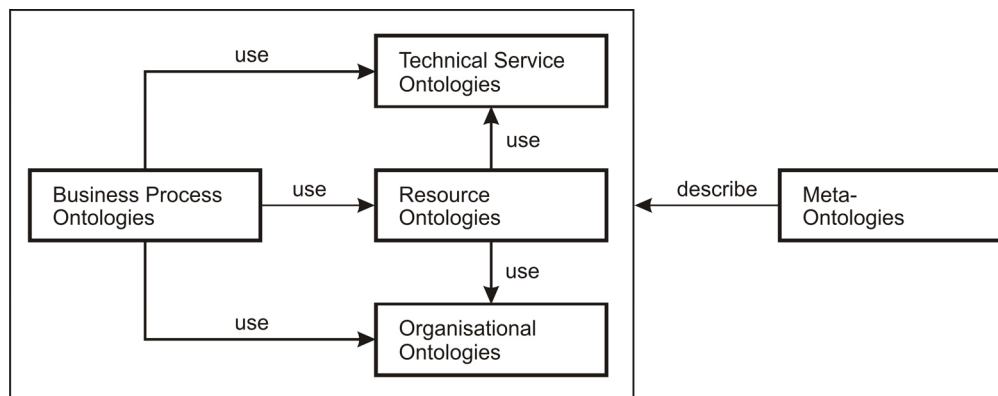 use
Technical Service
Ontologies
use
Business Process
Ontologies
use
Resource
Ontologies
describe
Meta-
Ontologies
use
use
Organisational
Ontologies